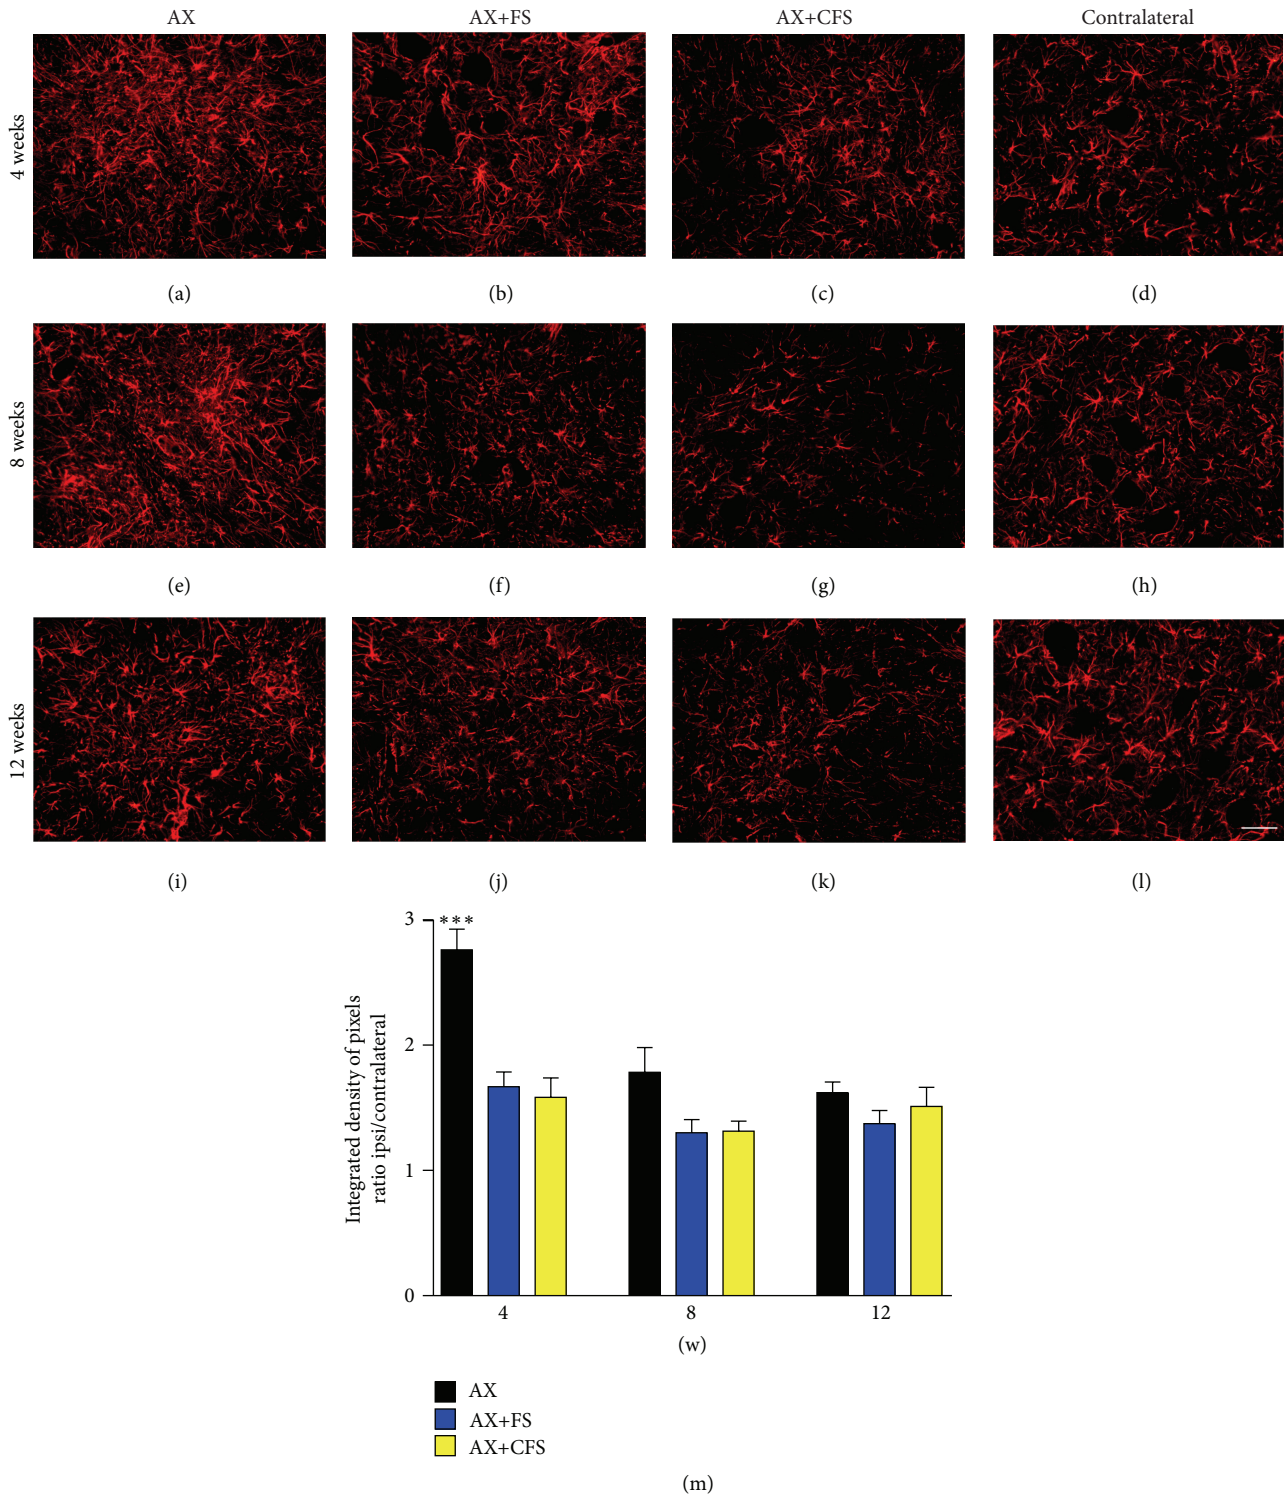 AX
AX+FS
AX+CFS
Contralateral
4 weeks
(a)
(b)
(c)
(d)
8 weeks
(e)
(f)
(g)
(h)
12 weeks
(i)
(j)
(k)
(l)
Integrated density of pixels
ratio ipsi/contralateral
3
2
1
0
***
4
8
12
(w)
AX
AX+FS
AX+CFS
(m)